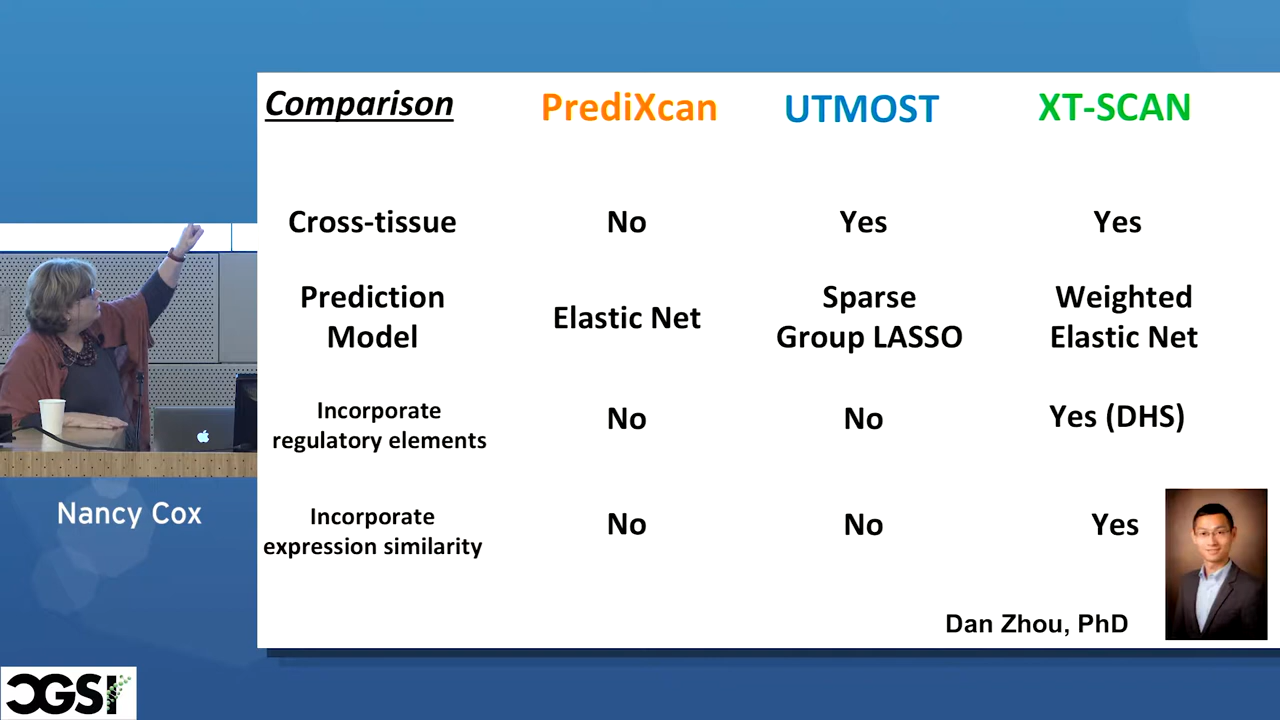 Comparison PrediXcan UTMOST XT-SCAN
Cross-tissue No Yes Yes
Prediction
Model
Elastic Net
Sparse
Group LASSO
Weighted
Elastic Net
Incorporate
regulatory elements
No No Yes (DHS)
Incorporate
expression similarity
No No Yes
Dan Zhou, PhD
Nancy Cox
CGSI